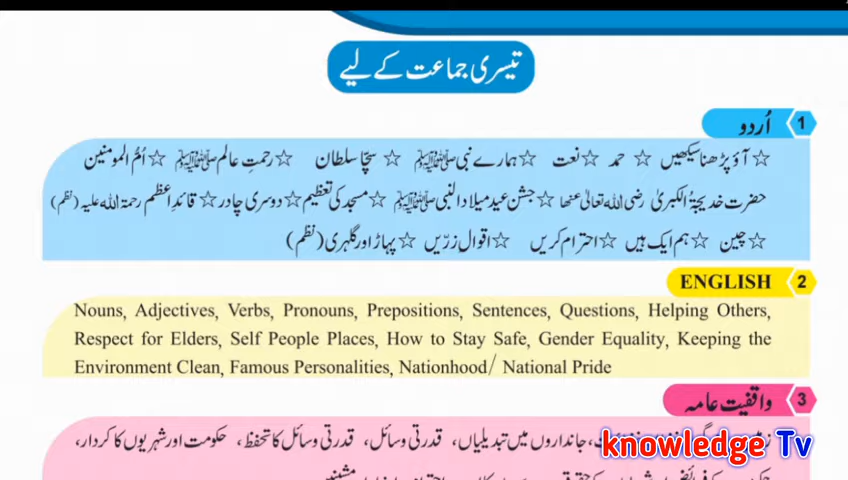 تیسری جماعت کے لیے
اُردو 1
☆ آؤ پڑھنا سیکھیں ☆ حمد ☆ نعت ☆ ہمارے نبی ﷺ ☆ سچا سلطان ☆ رحمتِ عالم ﷺ ☆ اُمُّ المومنین
حضرت خدیجۃُ الکبریٰ رضی اللہ تعالیٰ عنھا ☆ جشنِ عید میلاد النبی ﷺ ☆ مسجد کی تعظیم ☆ دوسری چادر ☆ قائدِ اعظم رحمۃ اللہ علیہ (نظم)
☆ چین ☆ ہم ایک ہیں ☆ احترام کریں ☆ اقوالِ زرّیں ☆ پہاڑ اور گلہری (نظم)
ENGLISH 2
Nouns, Adjectives, Verbs, Pronouns, Prepositions, Sentences, Questions, Helping Others,
Respect for Elders, Self People Places, How to Stay Safe, Gender Equality, Keeping the
Environment Clean, Famous Personalities, Nationhood/ National Pride
واقفیت عامہ 3
جانداروں میں تبدیلیاں، قدرتی وسائل، قدرتی وسائل کا تحفظ، حکومت اور شہریوں کا کردار،
knowledge Tv